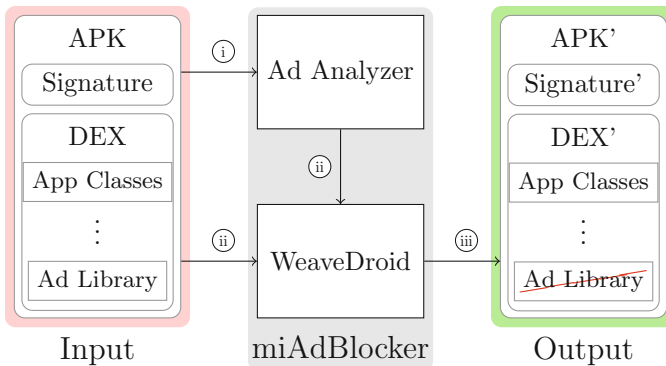 APK
Signature
DEX
App Classes
⋮
Ad Library
Input
i
ii
Ad Analyzer
ii
WeaveDroid
miAdBlocker
iii
APK’
Signature’
DEX’
App Classes
⋮
Ad Library
Output